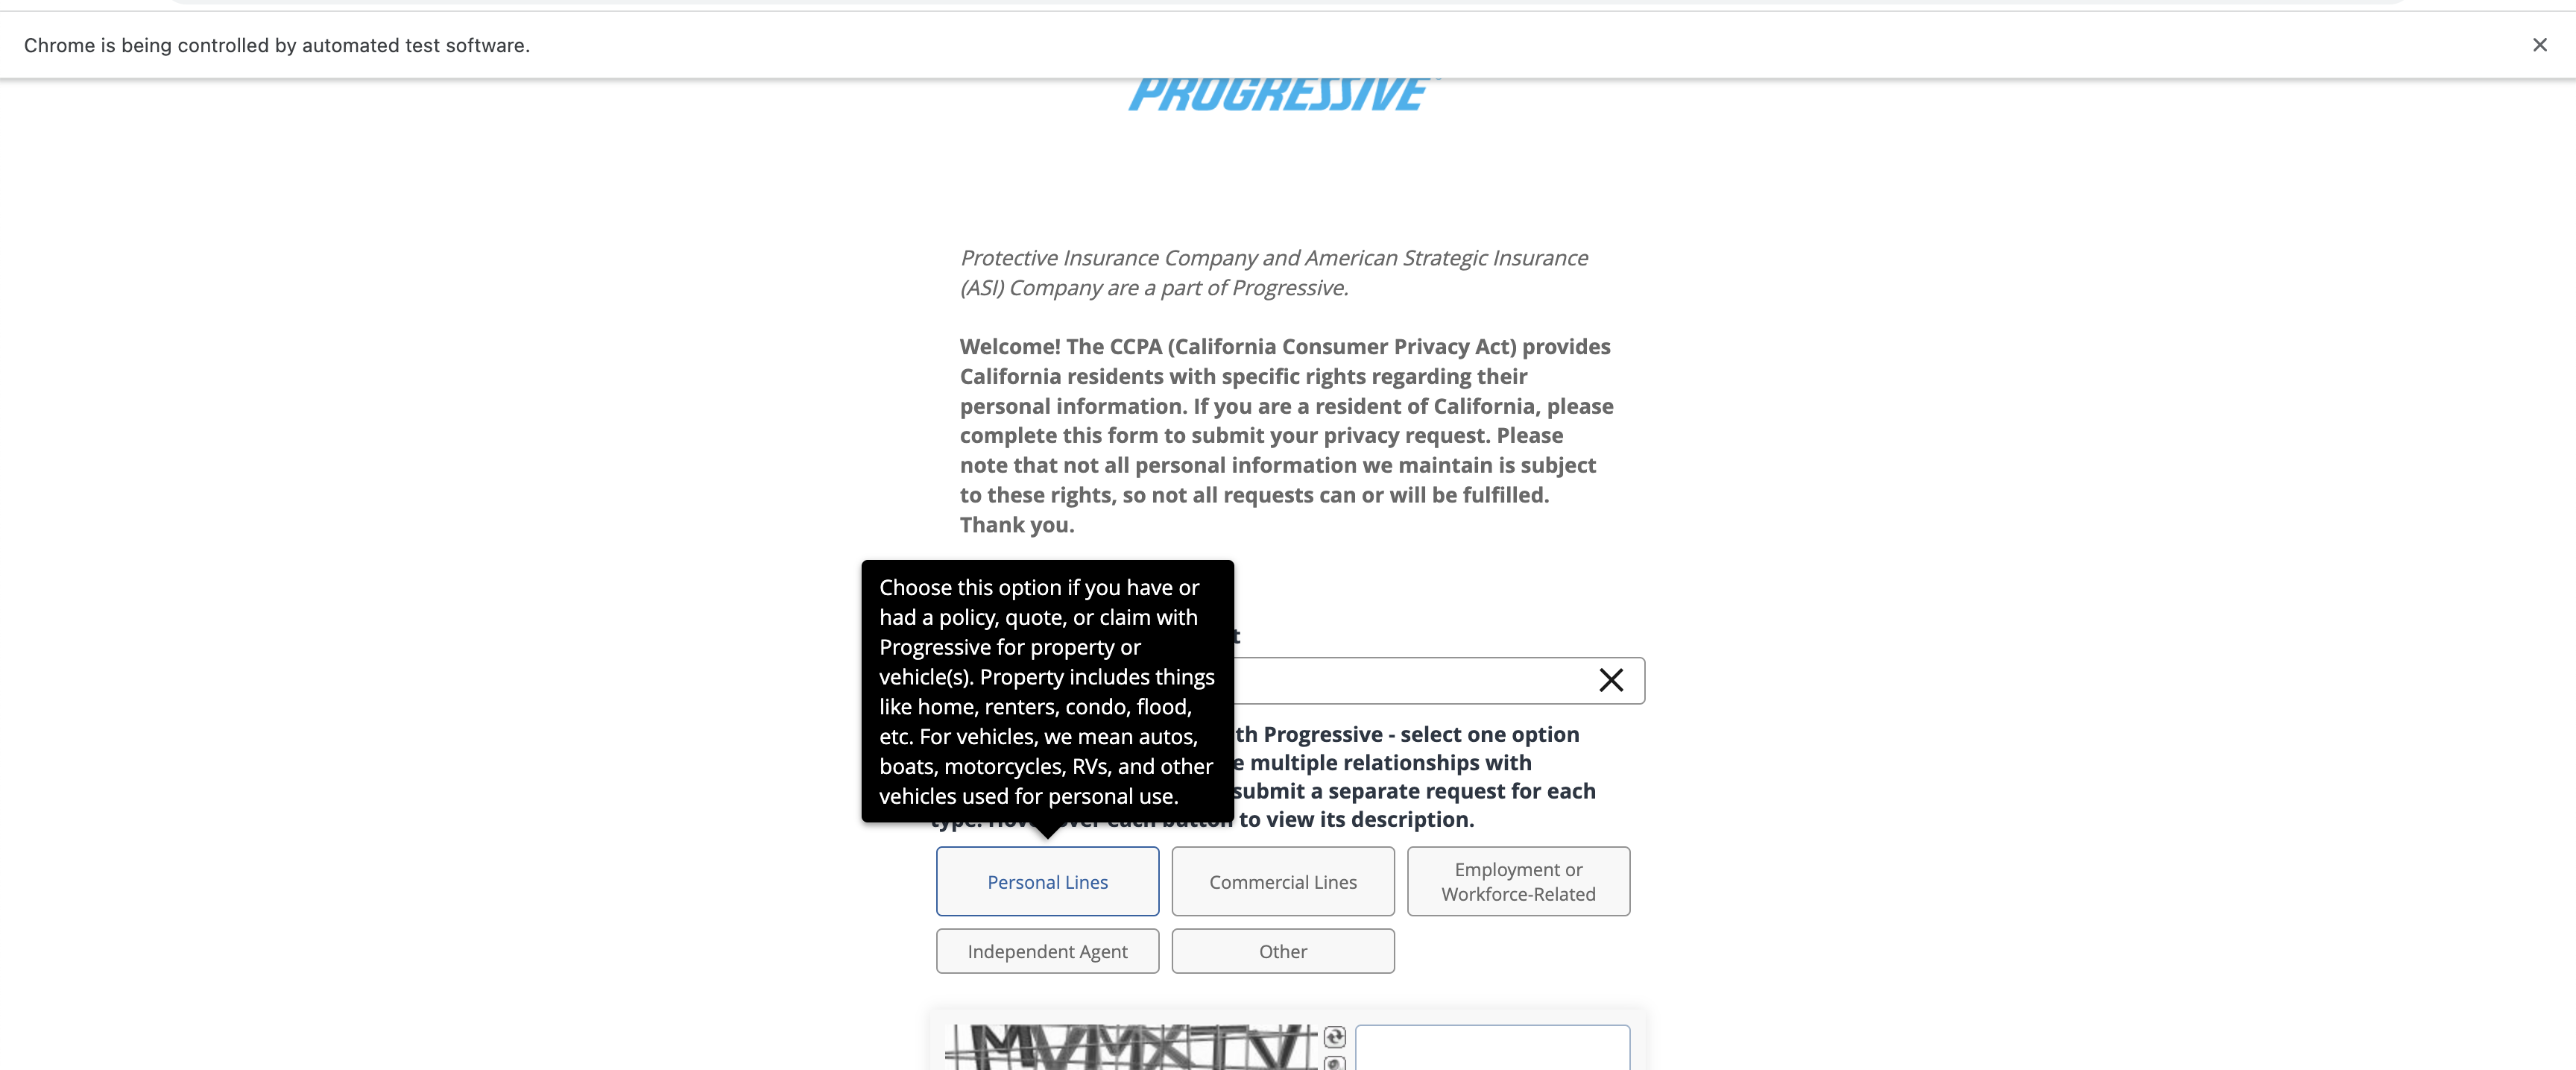 Chrome is being controlled by automated test software.
PROGRESSIVE
Protective Insurance Company and American Strategic Insurance
(ASI) Company are a part of Progressive.
Welcome! The CCPA (California Consumer Privacy Act) provides
California residents with specific rights regarding their
personal information. If you are a resident of California, please
complete this form to submit your privacy request. Please
note that not all personal information we maintain is subject
to these rights, so not all requests can or will be fulfilled.
Thank you.
Choose this option if you have or
had a policy, quote, or claim with
Progressive for property or
vehicle(s). Property includes things
like home, renters, condo, flood,
etc. For vehicles, we mean autos,
boats, motorcycles, RVs, and other
vehicles used for personal use.
Progressive - select one option
multiple relationships with
submit a separate request for each
to view its description.
Personal Lines
Commercial Lines
Employment or
Workforce-Related
Independent Agent
Other